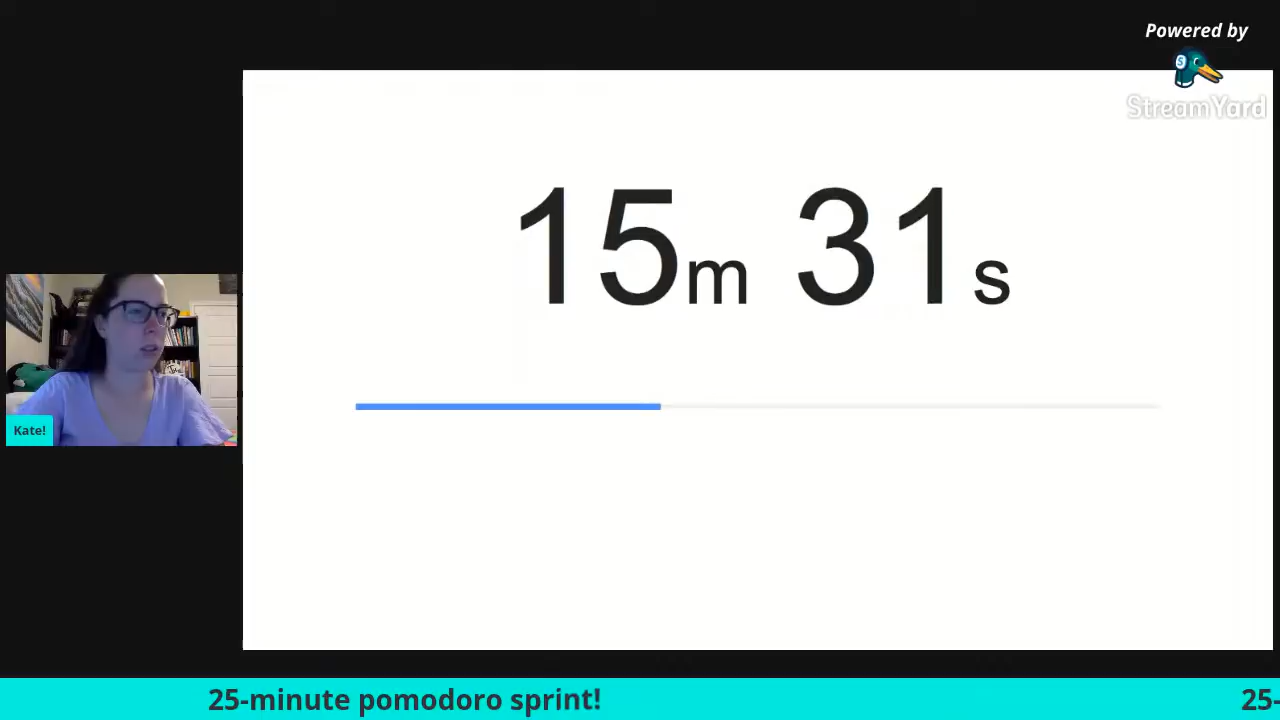 Powered by
StreamYard
15m 31s
Kate!
25-minute pomodoro sprint!
25-